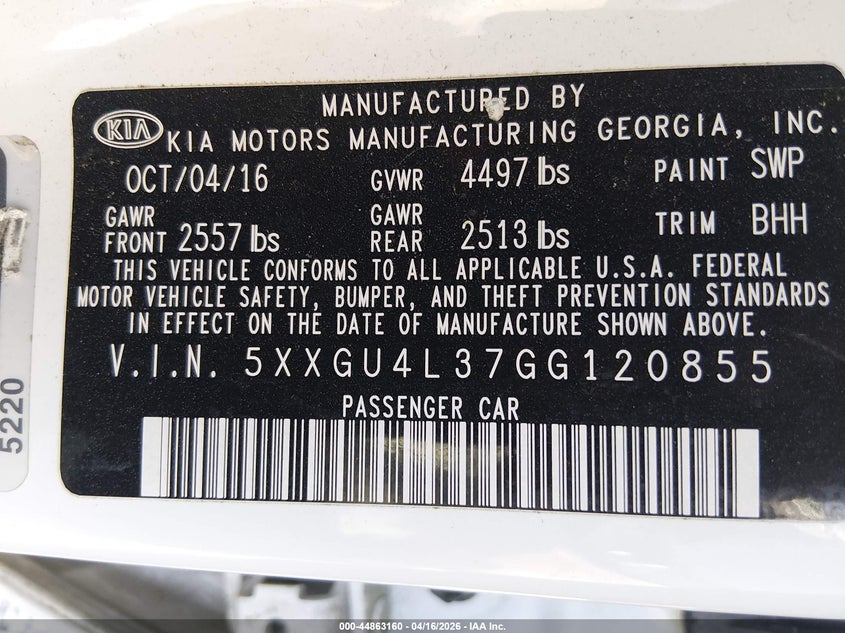 MANUFACTURED BY
KIA KIA MOTORS MANUFACTURING GEORGIA, INC.
OCT/04/16 GVWR 4497 lbs PAINT SWP
GAWR FRONT 2557 lbs GAWR REAR 2513 lbs TRIM BHH
THIS VEHICLE CONFORMS TO ALL APPLICABLE U.S.A. FEDERAL
MOTOR VEHICLE SAFETY, BUMPER, AND THEFT PREVENTION STANDARDS
IN EFFECT ON THE DATE OF MANUFACTURE SHOWN ABOVE.
V.I.N. 5XXGU4L37GG120855
PASSENGER CAR
5220
000-44863160 - 04/16/2026 - IAA Inc.